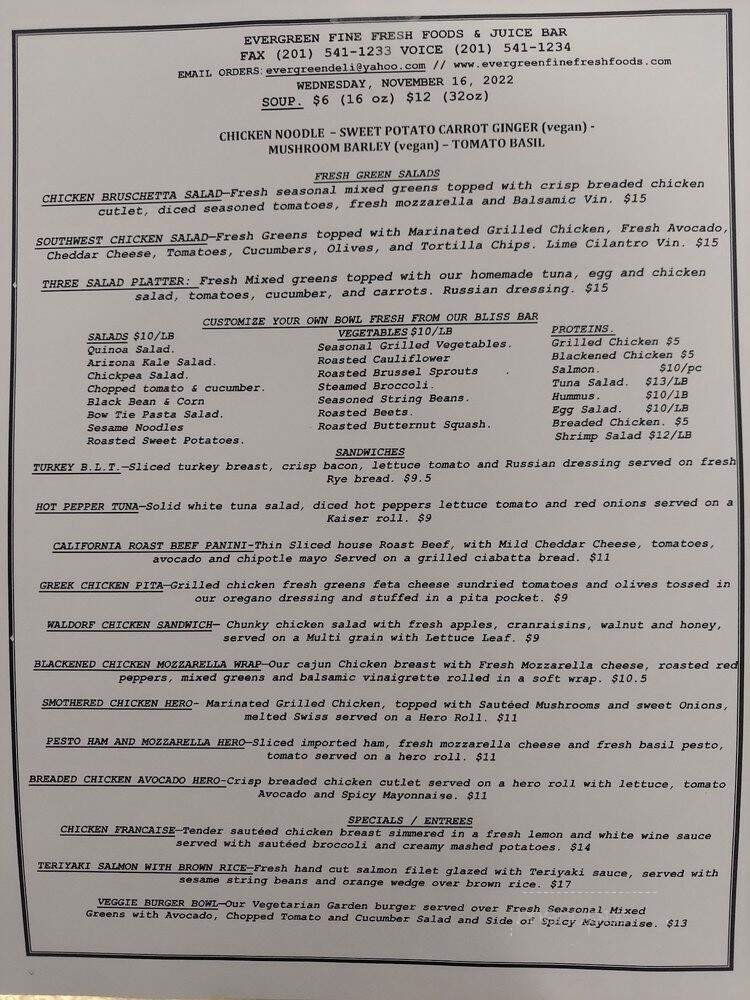 EVERGREEN FINE FRESH FOODS & JUICE BAR
FAX (201) 541-1233 VOICE (201) 541-1234
EMAIL ORDERS: evergreendeli@yahoo.com // www.evergreenfinefreshfoods.com
WEDNESDAY, NOVEMBER 16, 2022
SOUP. $6 (16 oz) $12 (32oz)
CHICKEN NOODLE – SWEET POTATO CARROT GINGER (vegan) -
MUSHROOM BARLEY (vegan) – TOMATO BASIL
FRESH GREEN SALADS
CHICKEN BRUSCHETTA SALAD—Fresh seasonal mixed greens topped with crisp breaded chicken
cutlet, diced seasoned tomatoes, fresh mozzarella and Balsamic Vin. $15
SOUTHWEST CHICKEN SALAD—Fresh Greens topped with Marinated Grilled Chicken, Fresh Avocado,
Cheddar Cheese, Tomatoes, Cucumbers, Olives, and Tortilla Chips. Lime Cilantro Vin. $15
THREE SALAD PLATTER: Fresh Mixed greens topped with our homemade tuna, egg and chicken
salad, tomatoes, cucumber, and carrots. Russian dressing. $15
CUSTOMIZE YOUR OWN BOWL FRESH FROM OUR BLISS BAR
SALADS $10/LB
Quinoa Salad.
Arizona Kale Salad.
Chickpea Salad.
Chopped tomato & cucumber.
Black Bean & Corn
Bow Tie Pasta Salad.
Sesame Noodles
Roasted Sweet Potatoes.
VEGETABLES $10/LB
Seasonal Grilled Vegetables.
Roasted Cauliflower
Roasted Brussel Sprouts .
Steamed Broccoli.
Seasoned String Beans.
Roasted Beets.
Roasted Butternut Squash.
PROTEINS.
Grilled Chicken $5
Blackened Chicken $5
Salmon. $10/pc
Tuna Salad. $13/LB
Hummus. $10/lB
Egg Salad. $10/LB
Breaded Chicken. $5
Shrimp Salad $12/LB
SANDWICHES
TURKEY B.L.T.—Sliced turkey breast, crisp bacon, lettuce tomato and Russian dressing served on fresh
Rye bread. $9.5
HOT PEPPER TUNA—Solid white tuna salad, diced hot peppers lettuce tomato and red onions served on a
Kaiser roll. $9
CALIFORNIA ROAST BEEF PANINI-Thin Sliced house Roast Beef, with Mild Cheddar Cheese, tomatoes,
avocado and chipotle mayo Served on a grilled ciabatta bread. $11
GREEK CHICKEN PITA—Grilled chicken fresh greens feta cheese sundried tomatoes and olives tossed in
our oregano dressing and stuffed in a pita pocket. $9
WALDORF CHICKEN SANDWICH— Chunky chicken salad with fresh apples, cranraisins, walnut and honey,
served on a Multi grain with Lettuce Leaf. $9
BLACKENED CHICKEN MOZZARELLA WRAP—Our cajun Chicken breast with Fresh Mozzarella cheese, roasted red
peppers, mixed greens and balsamic vinaigrette rolled in a soft wrap. $10.5
SMOTHERED CHICKEN HERO- Marinated Grilled Chicken, topped with Sautéed Mushrooms and sweet Onions,
melted Swiss served on a Hero Roll. $11
PESTO HAM AND MOZZARELLA HERO—Sliced imported ham, fresh mozzarella cheese and fresh basil pesto,
tomato served on a hero roll. $11
BREADED CHICKEN AVOCADO HERO-Crisp breaded chicken cutlet served on a hero roll with lettuce, tomato
Avocado and Spicy Mayonnaise. $11
SPECIALS / ENTREES
CHICKEN FRANCAISE—Tender sautéed chicken breast simmered in a fresh lemon and white wine sauce
served with sautéed broccoli and creamy mashed potatoes. $14
TERIYAKI SALMON WITH BROWN RICE—Fresh hand cut salmon filet glazed with Teriyaki sauce, served with
sesame string beans and orange wedge over brown rice. $17
VEGGIE BURGER BOWL—Our Vegetarian Garden burger served over Fresh Seasonal Mixed
Greens with Avocado, Chopped Tomato and Cucumber Salad and Side of Spicy Mayonnaise. $13